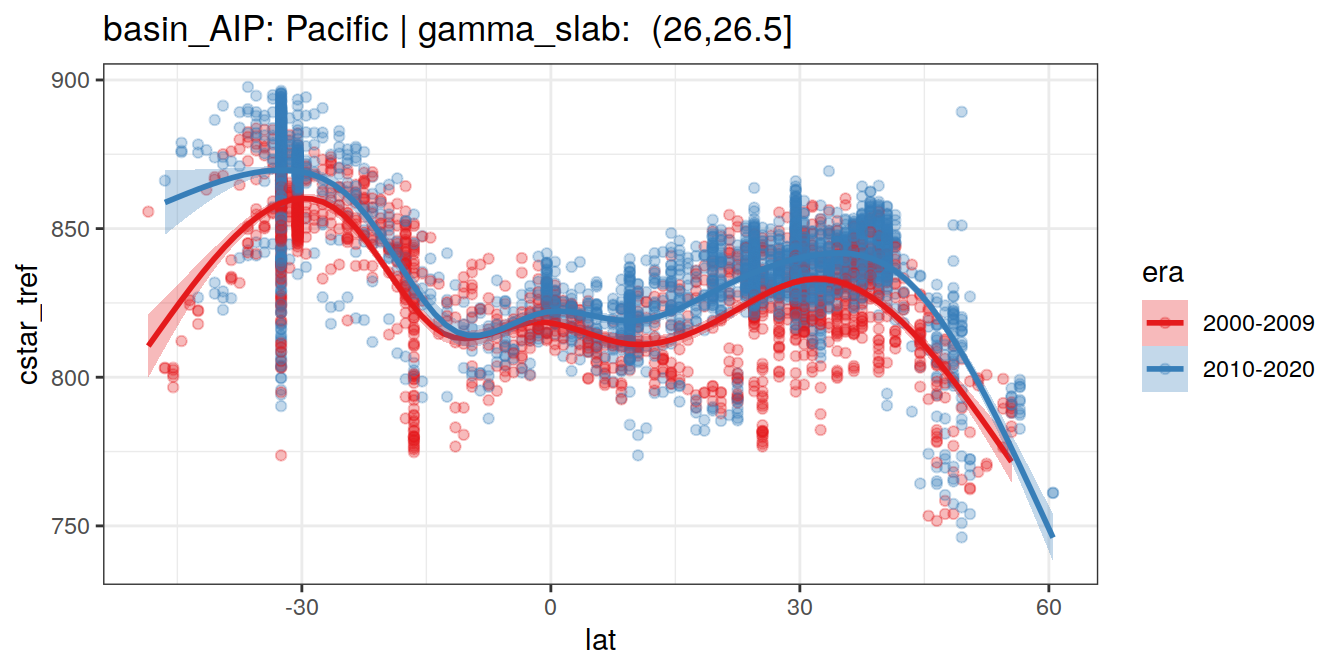 basin_AIP: Pacific | gamma_slab:  (26,26.5]
900
850
800
750
cstar_tref
-30
0
30
60
lat
era
2000-2009
2010-2020